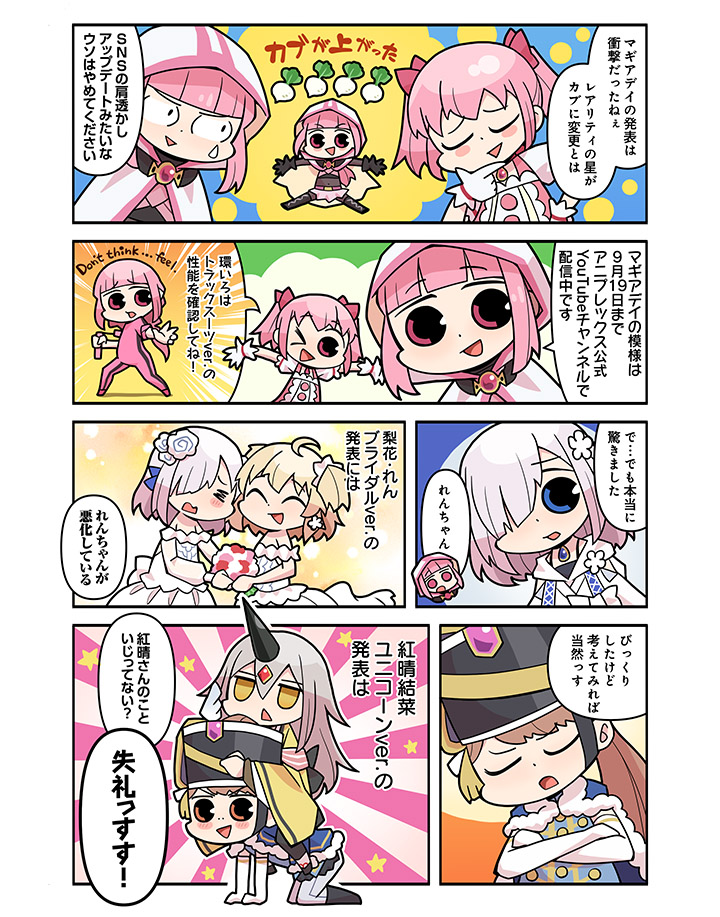 マギアデイの発表は
衝撃だったねぇ
レアリティの星が
カブに変更とは
カブが上がった
SNSの肩透かし
アップデートみたいな
ウソはやめてください
マギアデイの模様は
9月19日まで
アニプレックス公式
YouTubeチャンネルで
配信中です
環いろは
トラックスーツver.の
性能を確認してね！
Don't think... feel!
で…でも本当に
驚きました
れんちゃん
梨花・れん
ブライダルver.の
発表には
れんちゃんが
悪化している
びっくり
したけど
考えてみれば
当然っす
紅晴結菜
ユニコーンver.の
発表は
紅晴さんのこと
いじってない？
失礼っすす！